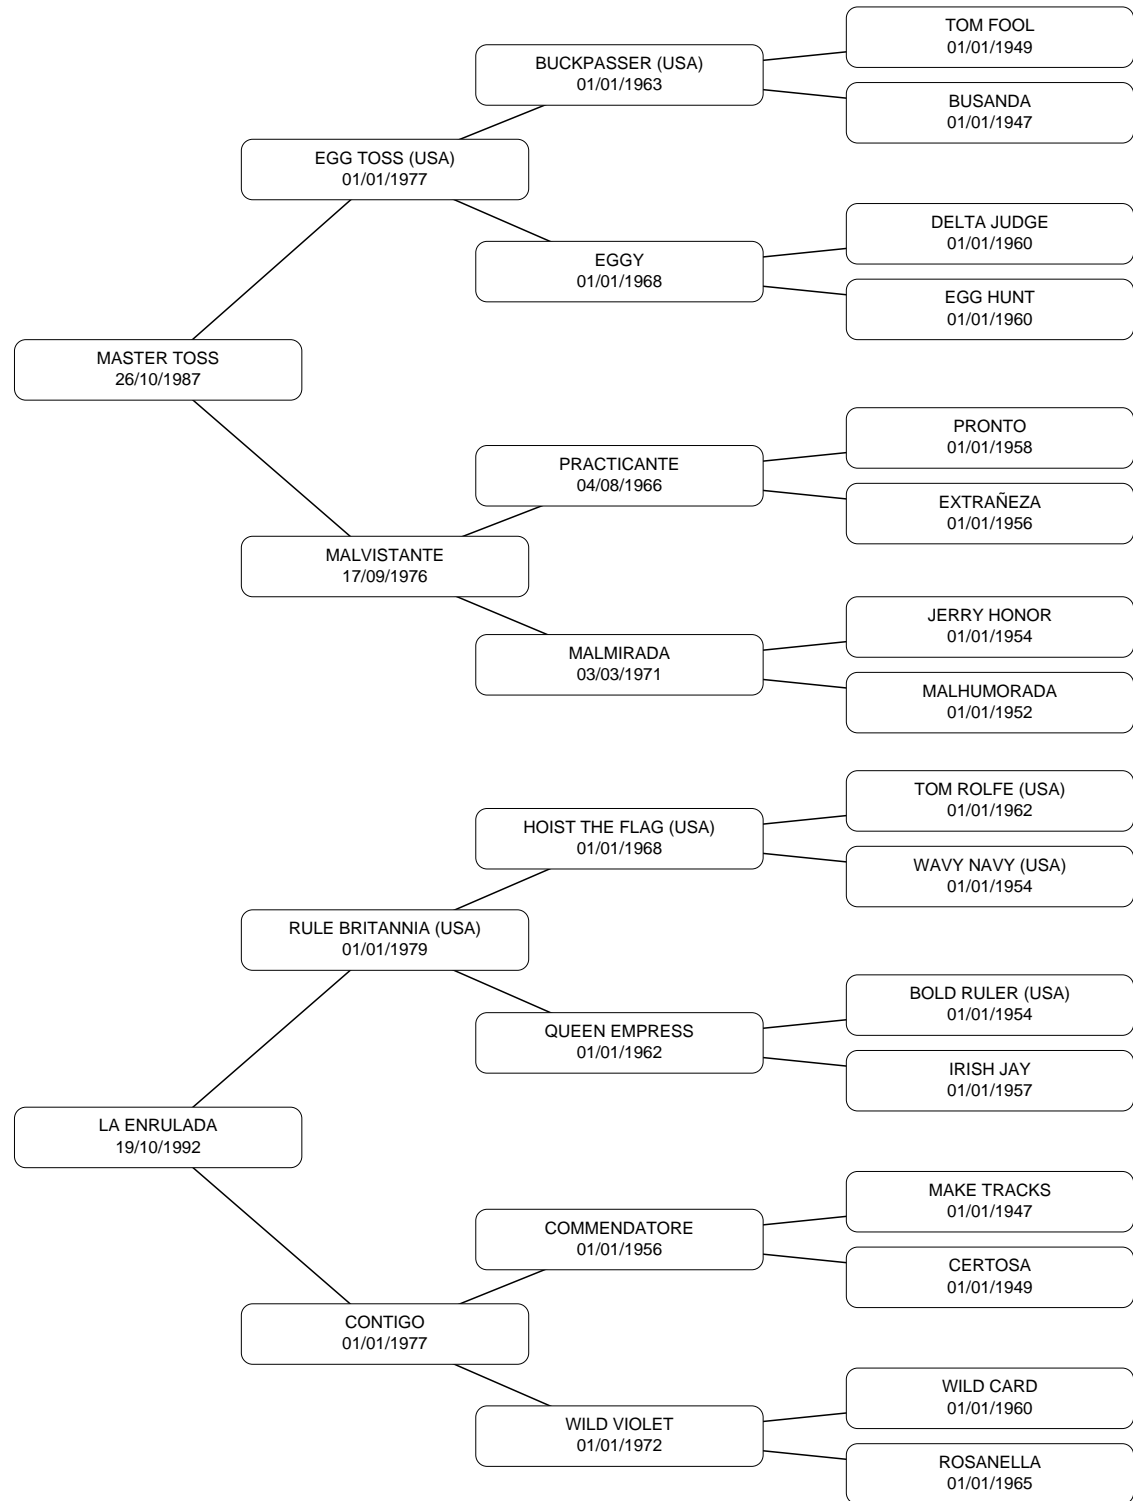 TOM FOOL
01/01/1949
BUCKPASSER (USA)
01/01/1963
BUSANDA
01/01/1947
EGG TOSS (USA)
01/01/1977
DELTA JUDGE
01/01/1960
EGGY
01/01/1968
EGG HUNT
01/01/1960
MASTER TOSS
26/10/1987
PRONTO
01/01/1958
PRACTICANTE
04/08/1966
EXTRAÑEZA
01/01/1956
MALVISTANTE
17/09/1976
JERRY HONOR
01/01/1954
MALMIRADA
03/03/1971
MALHUMORADA
01/01/1952
TOM ROLFE (USA)
01/01/1962
HOIST THE FLAG (USA)
01/01/1968
WAVY NAVY (USA)
01/01/1954
RULE BRITANNIA (USA)
01/01/1979
BOLD RULER (USA)
01/01/1954
QUEEN EMPRESS
01/01/1962
IRISH JAY
01/01/1957
LA ENRULADA
19/10/1992
MAKE TRACKS
01/01/1947
COMMENDATORE
01/01/1956
CERTOSA
01/01/1949
CONTIGO
01/01/1977
WILD CARD
01/01/1960
WILD VIOLET
01/01/1972
ROSANELLA
01/01/1965